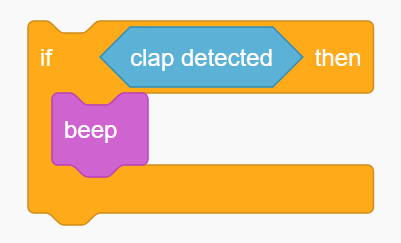 if clap detected then
beep